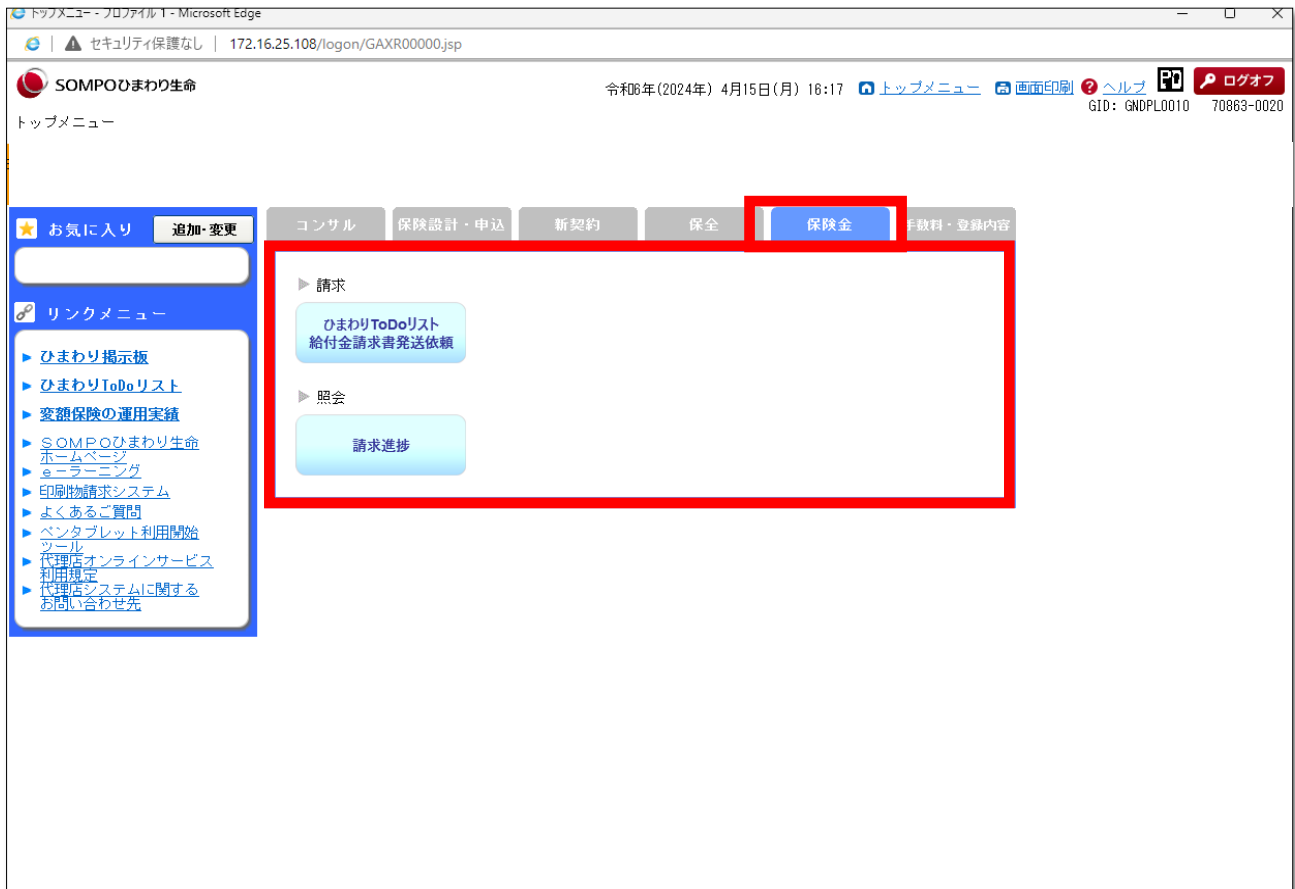 トップメニュー - プロファイル 1 - Microsoft Edge
セキュリティ保護なし | 172.16.25.108/logon/GAXR00000.jsp
SOMPOひまわり生命
令和6年(2024年) 4月15日(月) 16:17 トップメニュー 画面印刷 ヘルプ ログオフ
GID: GNDPL0010 70863-0020
トップメニュー
お気に入り 追加・変更
コンサル 保険設計・申込 新契約 保全 保険金 手数料・登録内容
請求
ひまわりToDoリスト
給付金請求書発送依頼
照会
請求進捗
リンクメニュー
ひまわり掲示板
ひまわりToDoリスト
変額保険の運用実績
SOMPOひまわり生命
ホームページ
e-ラーニング
印刷物請求システム
よくあるご質問
ペンタブレット利用開始
ツール
代理店オンラインサービス
利用規定
代理店システムに関する
お問い合わせ先